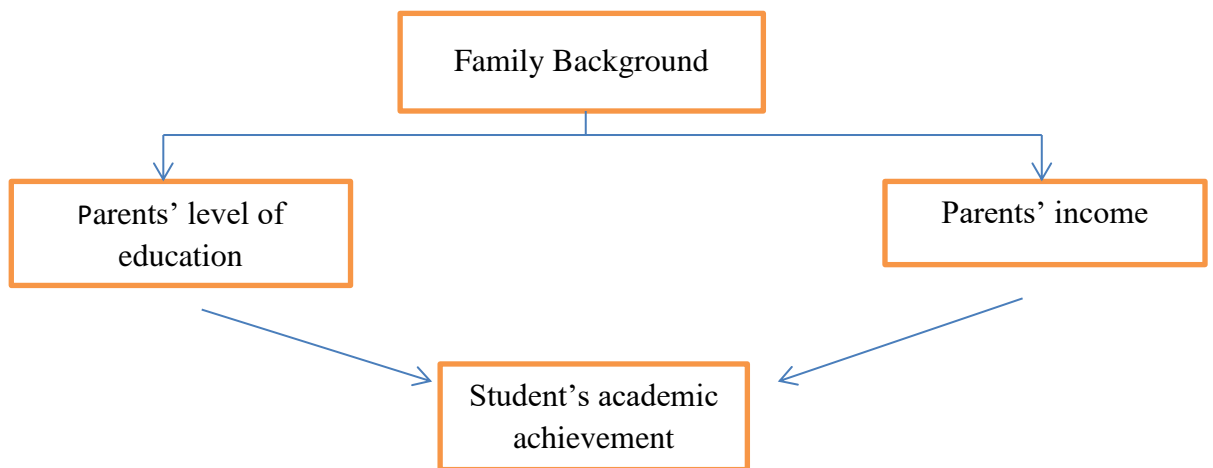 Family Background
Parents’ level of
education
Parents’ income
Student’s academic
achievement